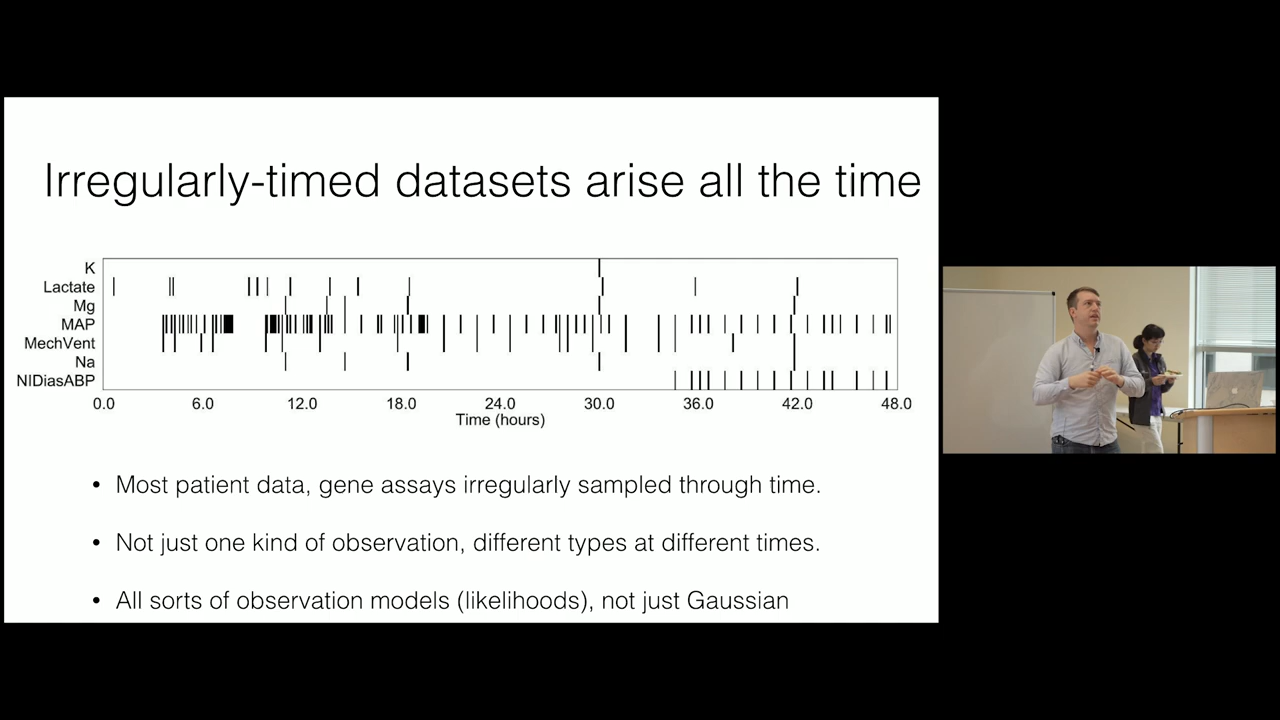 Irregularly-timed datasets arise all the time
K
Lactate
Mg
MAP
MechVent
Na
NIDiasABP
0.0 6.0 12.0 18.0 24.0 30.0 36.0 42.0 48.0
Time (hours)
• Most patient data, gene assays irregularly sampled through time.
• Not just one kind of observation, different types at different times.
• All sorts of observation models (likelihoods), not just Gaussian